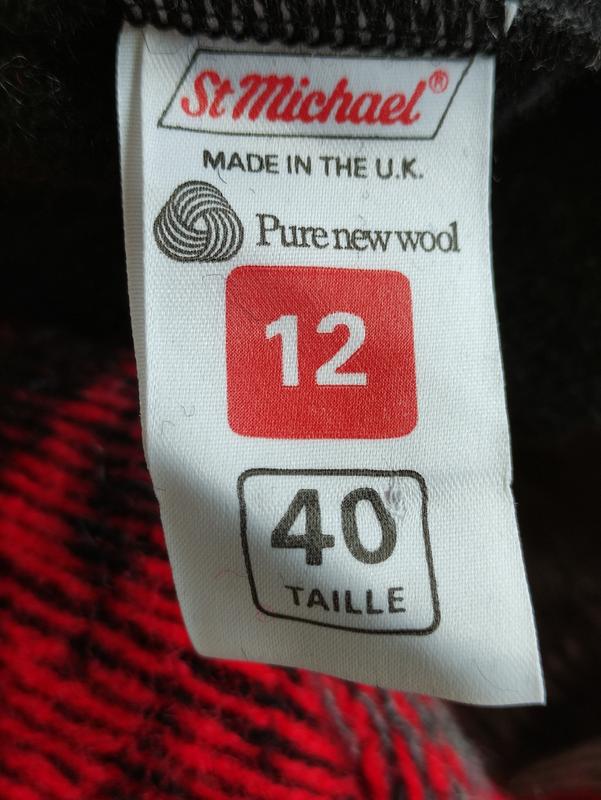 St Michael®
MADE IN THE U.K.
Pure new wool
12
40
TAILLE